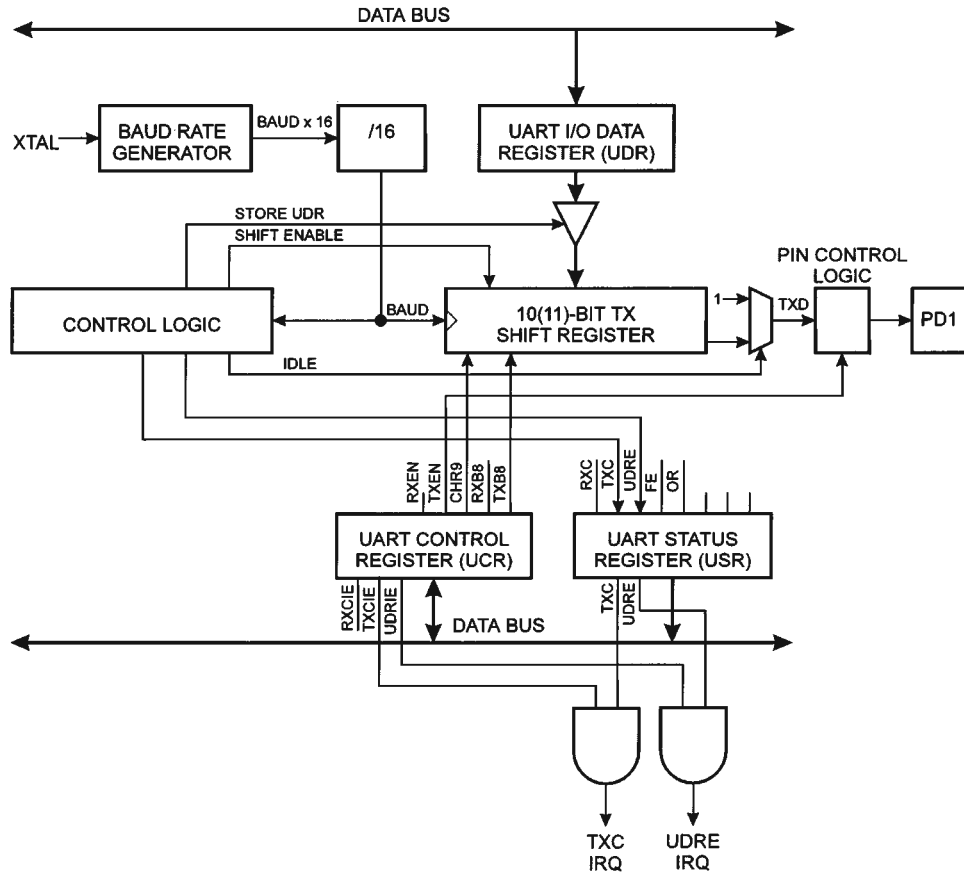 DATA BUS
XTAL
BAUD RATE
GENERATOR
BAUD x 16
/16
UART I/O DATA
REGISTER (UDR)
STORE UDR
SHIFT ENABLE
PIN CONTROL
LOGIC
CONTROL LOGIC
BAUD
10(11)-BIT TX
SHIFT REGISTER
1
TXD
PD1
IDLE
RXEN
TXEN
CHR9
RXB8
TXB8
RXC
TXC
UDRE
FE
OR
UART CONTROL
REGISTER (UCR)
UART STATUS
REGISTER (USR)
RXCIE
TXCIE
UDRIE
TXC
UDRE
DATA BUS
TXC
IRQ
UDRE
IRQ